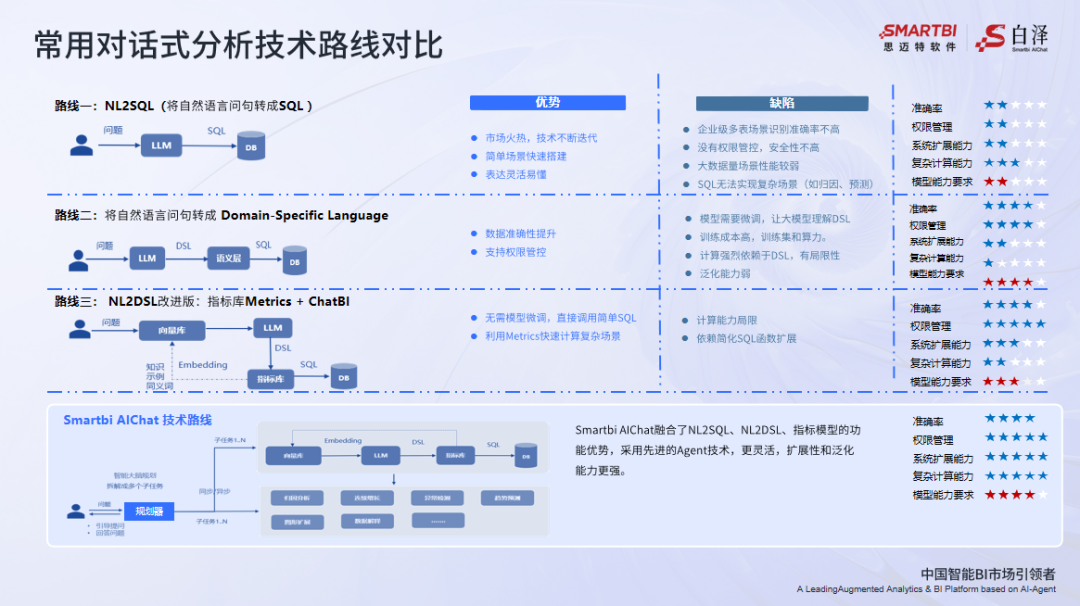 常用对话式分析技术路线对比
SMARTBI
思迈特软件
白泽
Smartbi AIChat
路线一：NL2SQL（将自然语言问句转成SQL ）
问题
LLM
SQL
DB
优势
市场火热，技术不断迭代
简单场景快速搭建
表达灵活易懂
缺陷
企业级多表场景识别准确率不高
没有权限管控，安全性不高
大数据量场景性能较弱
SQL无法实现复杂场景（如归因、预测）
准确率
权限管理
系统扩展能力
复杂计算能力
模型能力要求
路线二：将自然语言问句转成 Domain-Specific Language
问题
LLM
DSL
语义层
SQL
DB
数据准确性提升
支持权限管控
模型需要微调，让大模型理解DSL
训练成本高，训练集和算力。
计算强烈依赖于DSL，有局限性
泛化能力弱
准确率
权限管理
系统扩展能力
复杂计算能力
模型能力要求
路线三： NL2DSL改进版：指标库Metrics + ChatBI
问题
向量库
LLM
DSL
知识
示例
同义词
Embedding
指标库
SQL
DB
无需模型微调，直接调用简单SQL
利用Metrics快速计算复杂场景
计算能力局限
依赖简化SQL函数扩展
准确率
权限管理
系统扩展能力
复杂计算能力
模型能力要求
Smartbi AIChat 技术路线
子任务1..N
Embedding
DSL
SQL
向量库
LLM
指标库
DB
智能大脑规划
拆解成多个子任务
同步/异步
问题
规划器
子任务1..N
引导提问
回答问题
归因分析
异常检测
趋势预测
图形扩展
数据解释
.......
Smartbi AIChat融合了NL2SQL、NL2DSL、指标模型的功
能优势，采用先进的Agent技术，更灵活，扩展性和泛化
能力更强。
准确率
权限管理
系统扩展能力
复杂计算能力
模型能力要求
中国智能BI市场引领者
A LeadingAugmented Analytics & BI Platform based on AI-Agent